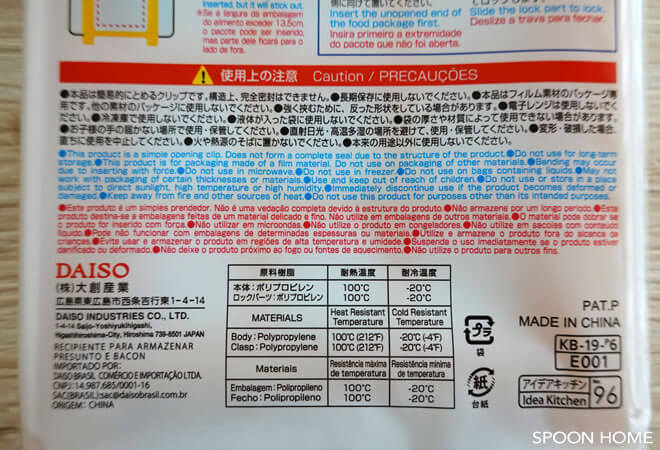 inserted, but it will stick out.
Se a largura da embalagem
do alimento exceder 13,5cm,
o pacote pode ser inserido,
mas parte dele ficará para o
lado de fora.
Insert the unopened end of
the food package first.
Insira primeiro a extremidade
do pacote que não foi aberta.
Slide the lock part to lock.
Deslize a trava para fechar.
使用上の注意 Caution / PRECAUÇÕES
●本品は簡易的にとめるクリップです。構造上、完全密封はできません。●長期保存に使用しないでください。●本品はフィルム素材のパッケージ専
用です。他の素材のパッケージに使用しないでください。●強く挟むために、反った形状をしている場合があります。●電子レンジは使用しないでく
ださい。●冷凍庫で使用しないでください。●液体が入った袋に使用しないでください。●袋の厚さや材質によって使用できない場合があります。
●お子様の手の届かない場所で使用・保管してください。●直射日光・高温多湿の場所を避けて、使用・保管してください。●変形・破損した場合、
直ちに使用を中止してください。●火や熱源のそばに置かないでください。●本来の用途以外に使用しないでください。
●This product is a simple opening clip. Does not form a complete seal due to the structure of the product.●Do not use for long-term
storage.●This product is for packaging made of a film material. Do not use on packaging of other materials.●Bending may occur
due to inserting with force.●Do not use in microwave.●Do not use in freezer.●Do not use on bags containing liquid.●May not
work with packaging of certain thicknesses or materials.●Use and keep out of reach of children.●Do not use or store in a place
subject to direct sunlight, high temperature or high humidity.●Immediately discontinue if the product becomes deformed or
damaged.●Keep away from fire and other sources of heat.●Do not use this product for purposes other than its intended purposes.
●Este produto é um simples prendedor. Não é uma vedação completa devido à estrutura do produto.●Não armazene por um longo período.●Este
produto destina-se a embalagens feitas de um material delicado e fino. Não utilize em embalagens de outros materiais.●O material pode dobrar se
o produto for inserido com força.●Não utilizar em microondas.●Não utilize o produto em congeladores.●Não utilize em sacolas com conteúdo
líquido.●Pode não funcionar com embalagens de determinadas espessuras ou materiais.●Utilize e armazene o produto fora do alcance de
crianças.●Evite usar e armazenar o produto em regiões de alta temperatura e umidade.●Suspenda o uso imediatamente se o produto estiver
danificado ou deformado.●Não deixe o produto próximo ao fogo ou fontes de aquecimento.●Não utilize para outros fins.
DAISO
(株)大創産業
広島県東広島市西条吉行東1-4-14
DAISO INDUSTRIES CO., LTD.
1-4-14 Saijo-Yoshiyukihigashi,
Higashihiroshima-City, Hiroshima 739-8501 JAPAN
RECIPIENTE PARA ARMAZENAR
PRESUNTO E BACON
IMPORTADO POR:
DAISO BRASIL COMÉRCIO E IMPORTAÇÃO LTDA.
CNPJ: 14.987.685/0001-16
SAC(BRASIL):sac@daisobrasil.com.br
ORIGEM: CHINA
原料樹脂 耐熱温度 耐冷温度
本体:ポリプロピレン 100℃ -20℃
ロックパーツ:ポリプロピレン 100℃ -20℃
MATERIALS Heat Resistant Temperature Cold Resistant Temperature
Body : Polypropylene 100℃ (212℉) -20℃ (-4℉)
Clasp : Polypropylene 100℃ (212℉) -20℃ (-4℉)
Materiais Resistência máxima de temperatura Resistência mínima de temperatura
Embalagem : Polipropileno 100℃ -20℃
Fecho : Polipropileno 100℃ -20℃
プラ
袋
紙
台紙
PAT.P
MADE IN CHINA
KB-19-P6
E001
アイデアキッチン
Idea Kitchen
No. 96
SPOON HOME